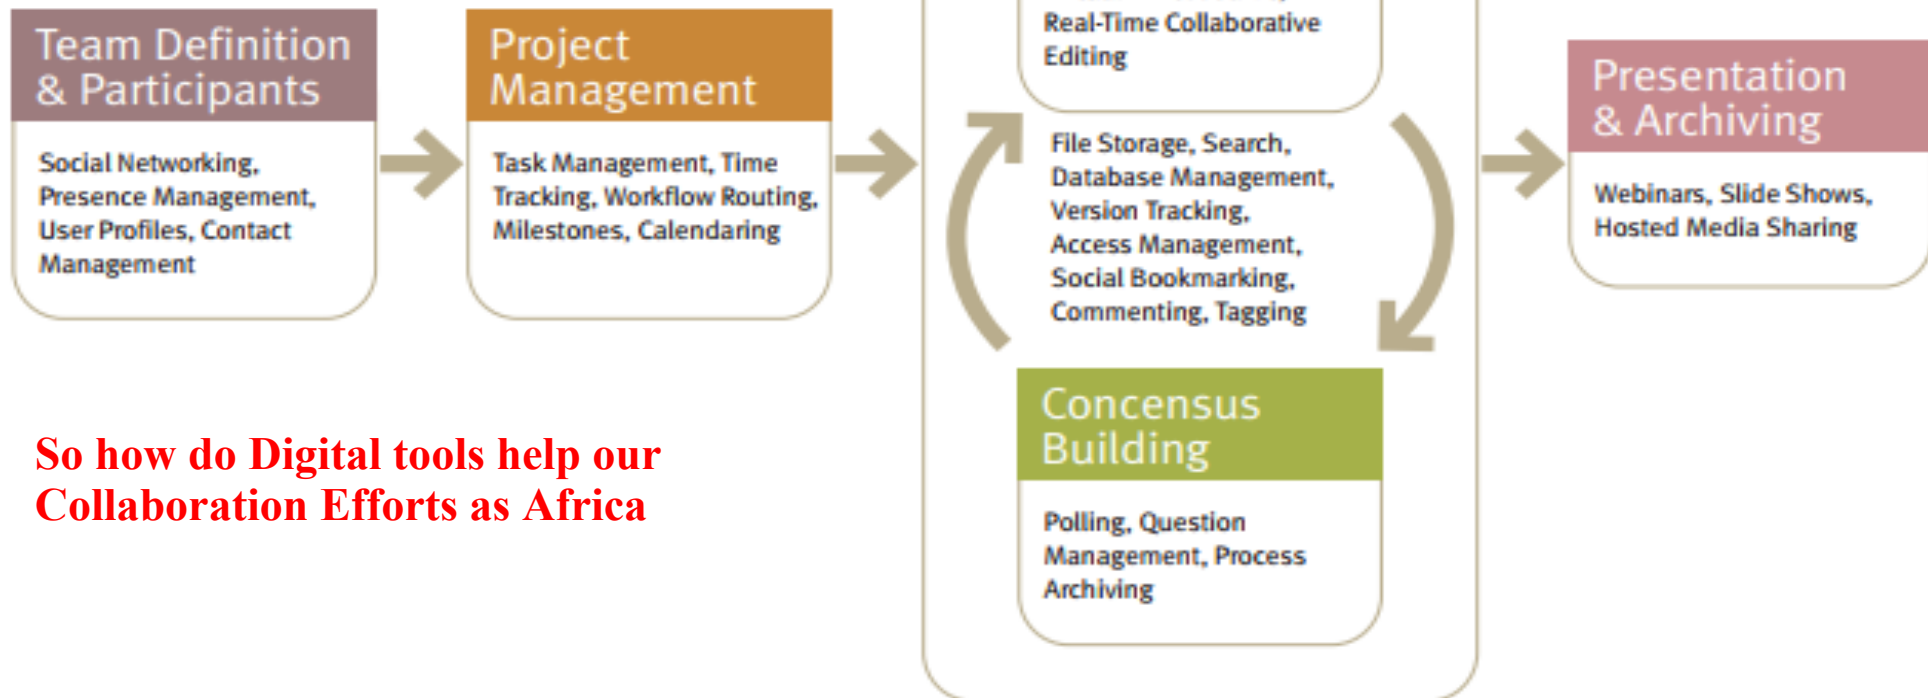 Team Definition
& Participants
Social Networking,
Presence Management,
User Profiles, Contact
Management
Project
Management
Task Management, Time
Tracking, Workflow Routing,
Milestones, Calendaring
Real-Time Collaborative
Editing
File Storage, Search,
Database Management,
Version Tracking,
Access Management,
Social Bookmarking,
Commenting, Tagging
Concensus
Building
Polling, Question
Management, Process
Archiving
Presentation
& Archiving
Webinars, Slide Shows,
Hosted Media Sharing
So how do Digital tools help our
Collaboration Efforts as Africa